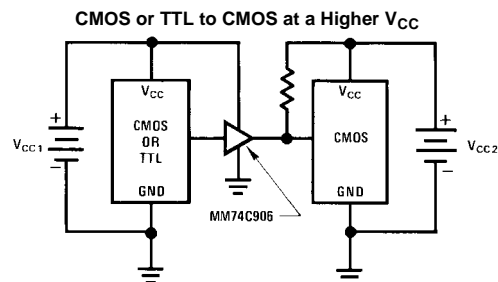 CMOS or TTL to CMOS at a Higher VCC
VCC
CMOS
OR
TTL
GND
VCC1
+
−
MM74C906
VCC
CMOS
GND
+
−
VCC2